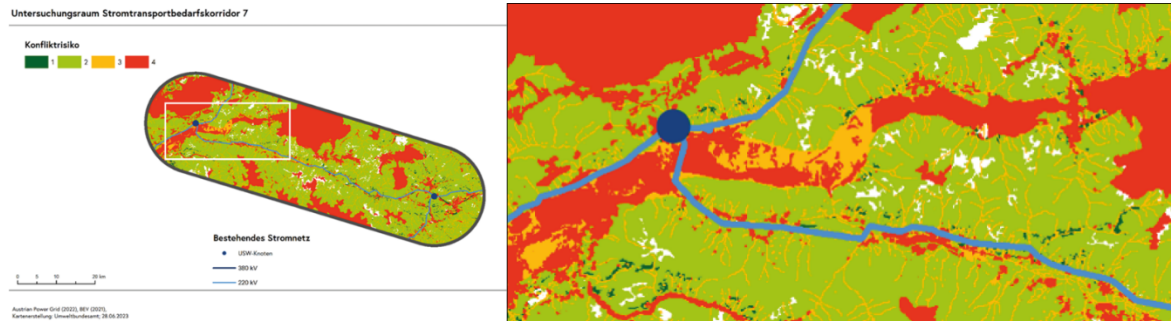 Untersuchungsraum Stromtransportbedarfskorridor 7
Konfliktrisiko
1 2 3 4
Bestehendes Stromnetz
USW-Knoten
380 kV
220 kV
0 5 10 20 km
Austrian Power Grid (2022), BEV (2021),
Kartenerstellung: Umweltbundesamt; 28.06.2023